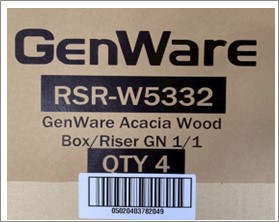 GenWare
RSR-W5332
GenWare Acacia Wood
Box/Riser GN 1/1
QTY 4
05020403782049